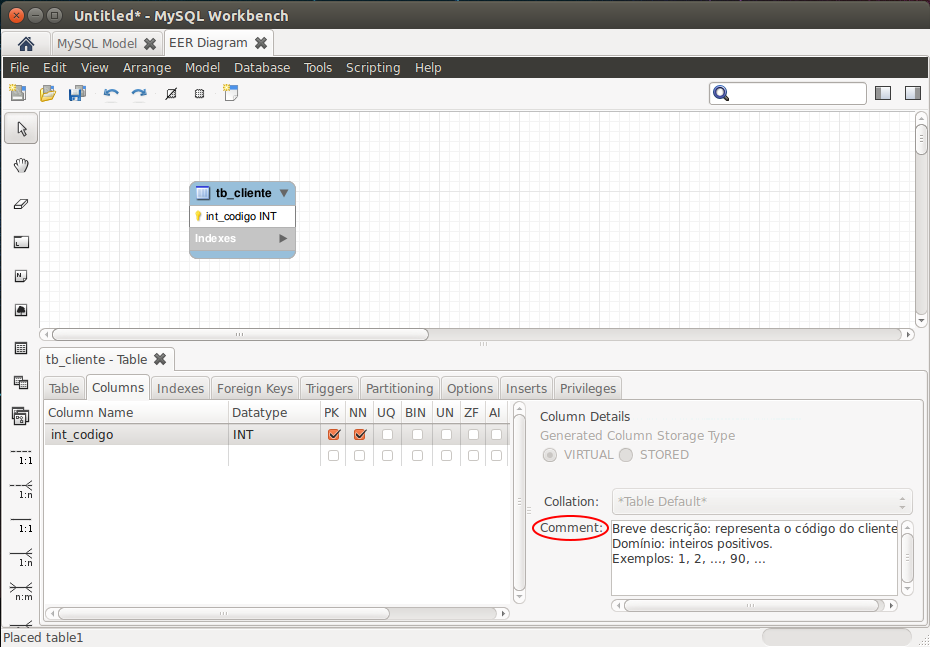 Untitled* - MySQL Workbench
MySQL Model
EER Diagram
File Edit View Arrange Model Database Tools Scripting Help
tb_cliente
int_codigo INT
Indexes
1:1
1:n
1:1
1:n
n:m
tb_cliente - Table
Table Columns Indexes Foreign Keys Triggers Partitioning Options Inserts Privileges
Column Name Datatype PK NN UQ BIN UN ZF AI
int_codigo INT
Column Details
Generated Column Storage Type
VIRTUAL STORED
Collation: *Table Default*
Comment: Breve descrição: representa o código do cliente
Domínio: inteiros positivos.
Exemplos: 1, 2, ..., 90, ...
Placed table1